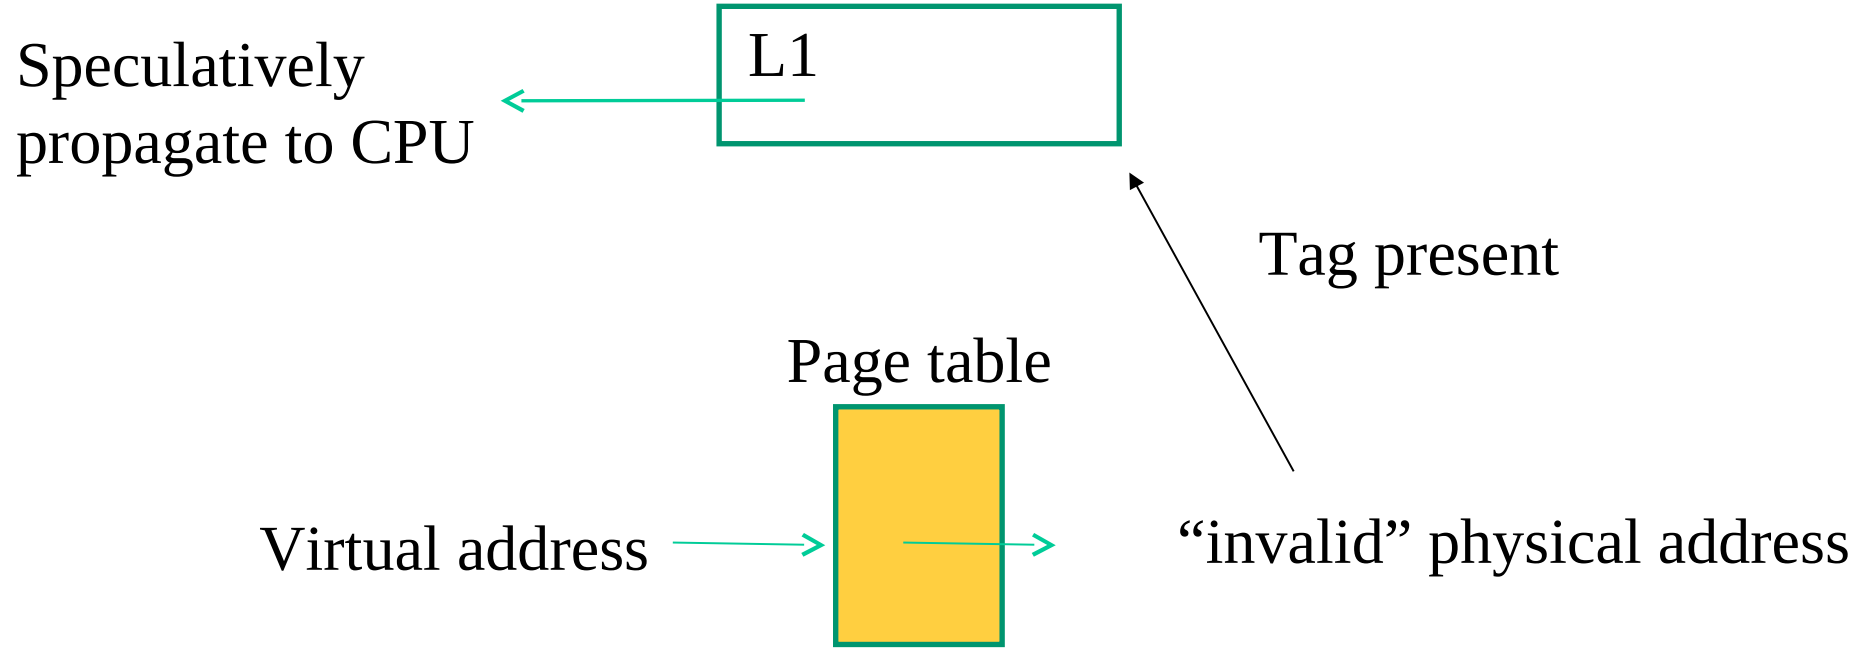 Speculatively
propagate to CPU
L1
Tag present
Page table
Virtual address
“invalid” physical address